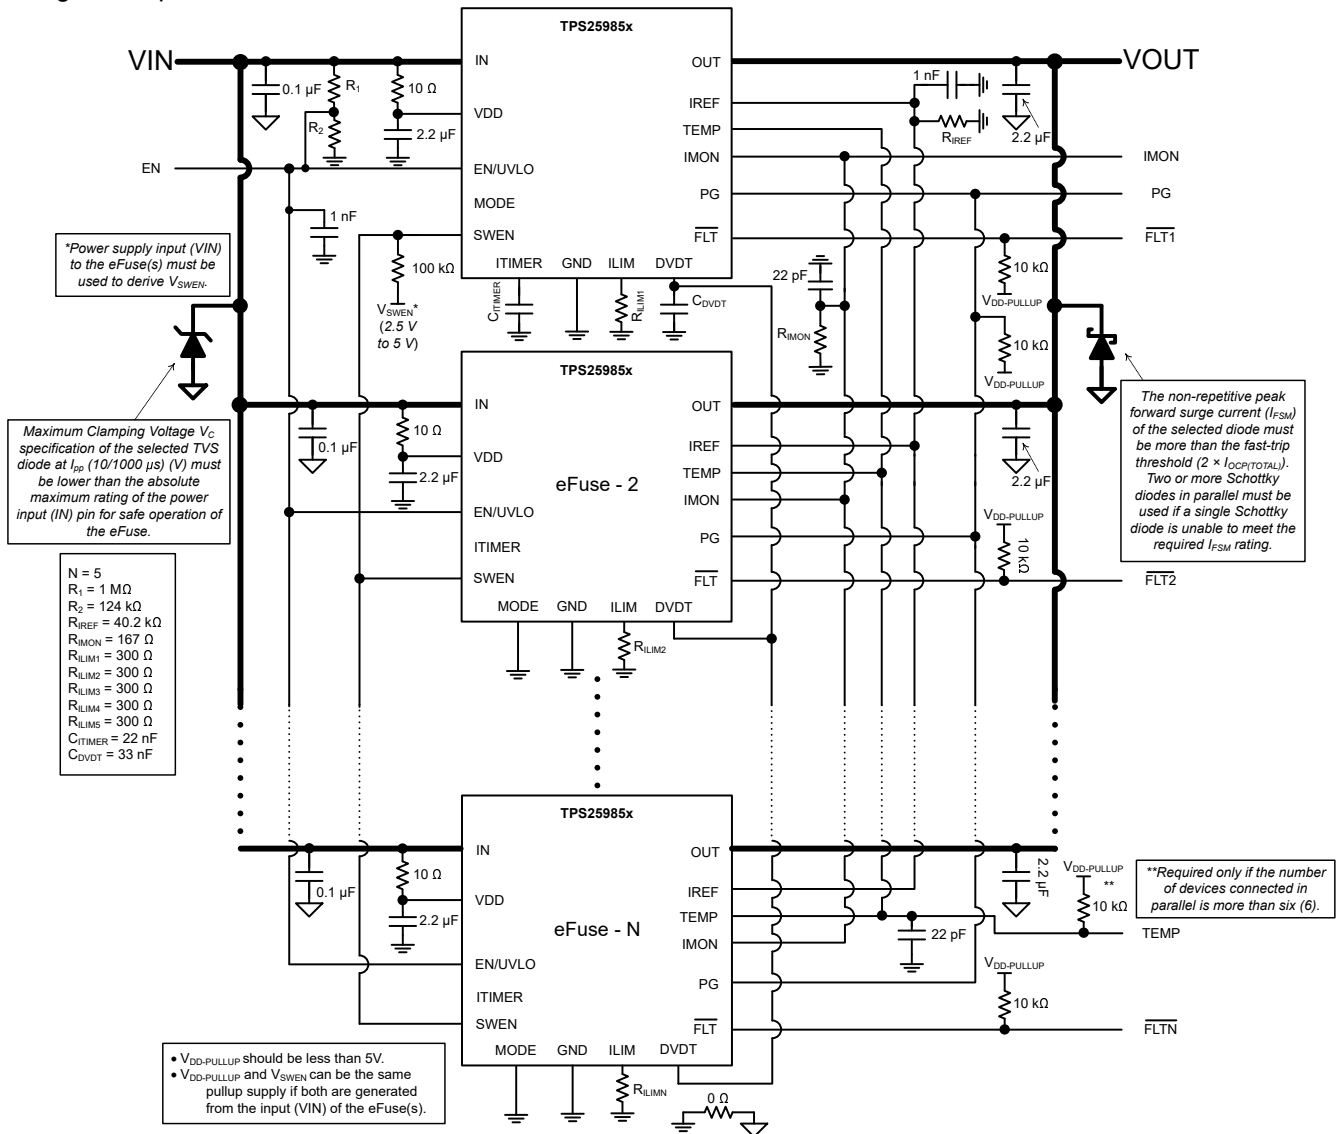 TPS25985x
VIN
VOUT
IN
OUT
1 nF
0.1 µF
R1
10 Ω
IREF
VDD
R2
2.2 µF
TEMP
RIREF
2.2 µF
IMON
IMON
EN
EN/UVLO
PG
PG
MODE
1 nF
SWEN
FLT
FLT1
*Power supply input (VIN)
to the eFuse(s) must be
used to derive VSWEN.
100 kΩ
ITIMER
GND
ILIM
DVDT
22 pF
10 kΩ
CITIMER
RILIM1
CDVDT
VDD-PULLUP
VSWEN*
(2.5 V
to 5 V)
RIMON
10 kΩ
VDD-PULLUP
TPS25985x
IN
OUT
Maximum Clamping Voltage VC
specification of the selected TVS
diode at Ipp (10/1000 µs) (V) must
be lower than the absolute
maximum rating of the power
input (IN) pin for safe operation of
the eFuse.
The non-repetitive peak
forward surge current (IFSM)
of the selected diode must
be more than the fast-trip
threshold (2 × IOCP(TOTAL)).
Two or more Schottky
diodes in parallel must be
used if a single Schottky
diode is unable to meet the
required IFSM rating.
0.1 µF
10 Ω
IREF
VDD
2.2 µF
eFuse - 2
TEMP
2.2 µF
IMON
EN/UVLO
VDD-PULLUP
PG
ITIMER
10 kΩ
SWEN
FLT
FLT2
MODE
GND
ILIM
DVDT
RILIM2
N = 5
R1 = 1 MΩ
R2 = 124 kΩ
RIREF = 40.2 kΩ
RIMON = 167 Ω
RILIM1 = 300 Ω
RILIM2 = 300 Ω
RILIM3 = 300 Ω
RILIM4 = 300 Ω
RILIM5 = 300 Ω
CITIMER = 22 nF
CDVDT = 33 nF
TPS25985x
IN
OUT
0.1 µF
10 Ω
2.2 µF
VDD-PULLUP
**
10 kΩ
**Required only if the number
of devices connected in
parallel is more than six (6).
IREF
VDD
2.2 µF
eFuse - N
TEMP
22 pF
TEMP
IMON
EN/UVLO
VDD-PULLUP
PG
ITIMER
10 kΩ
SWEN
FLT
FLTN
MODE
GND
ILIM
DVDT
RILIMN
0 Ω
• VDD-PULLUP should be less than 5V.
• VDD-PULLUP and VSWEN can be the same
pullup supply if both are generated
from the input (VIN) of the eFuse(s).